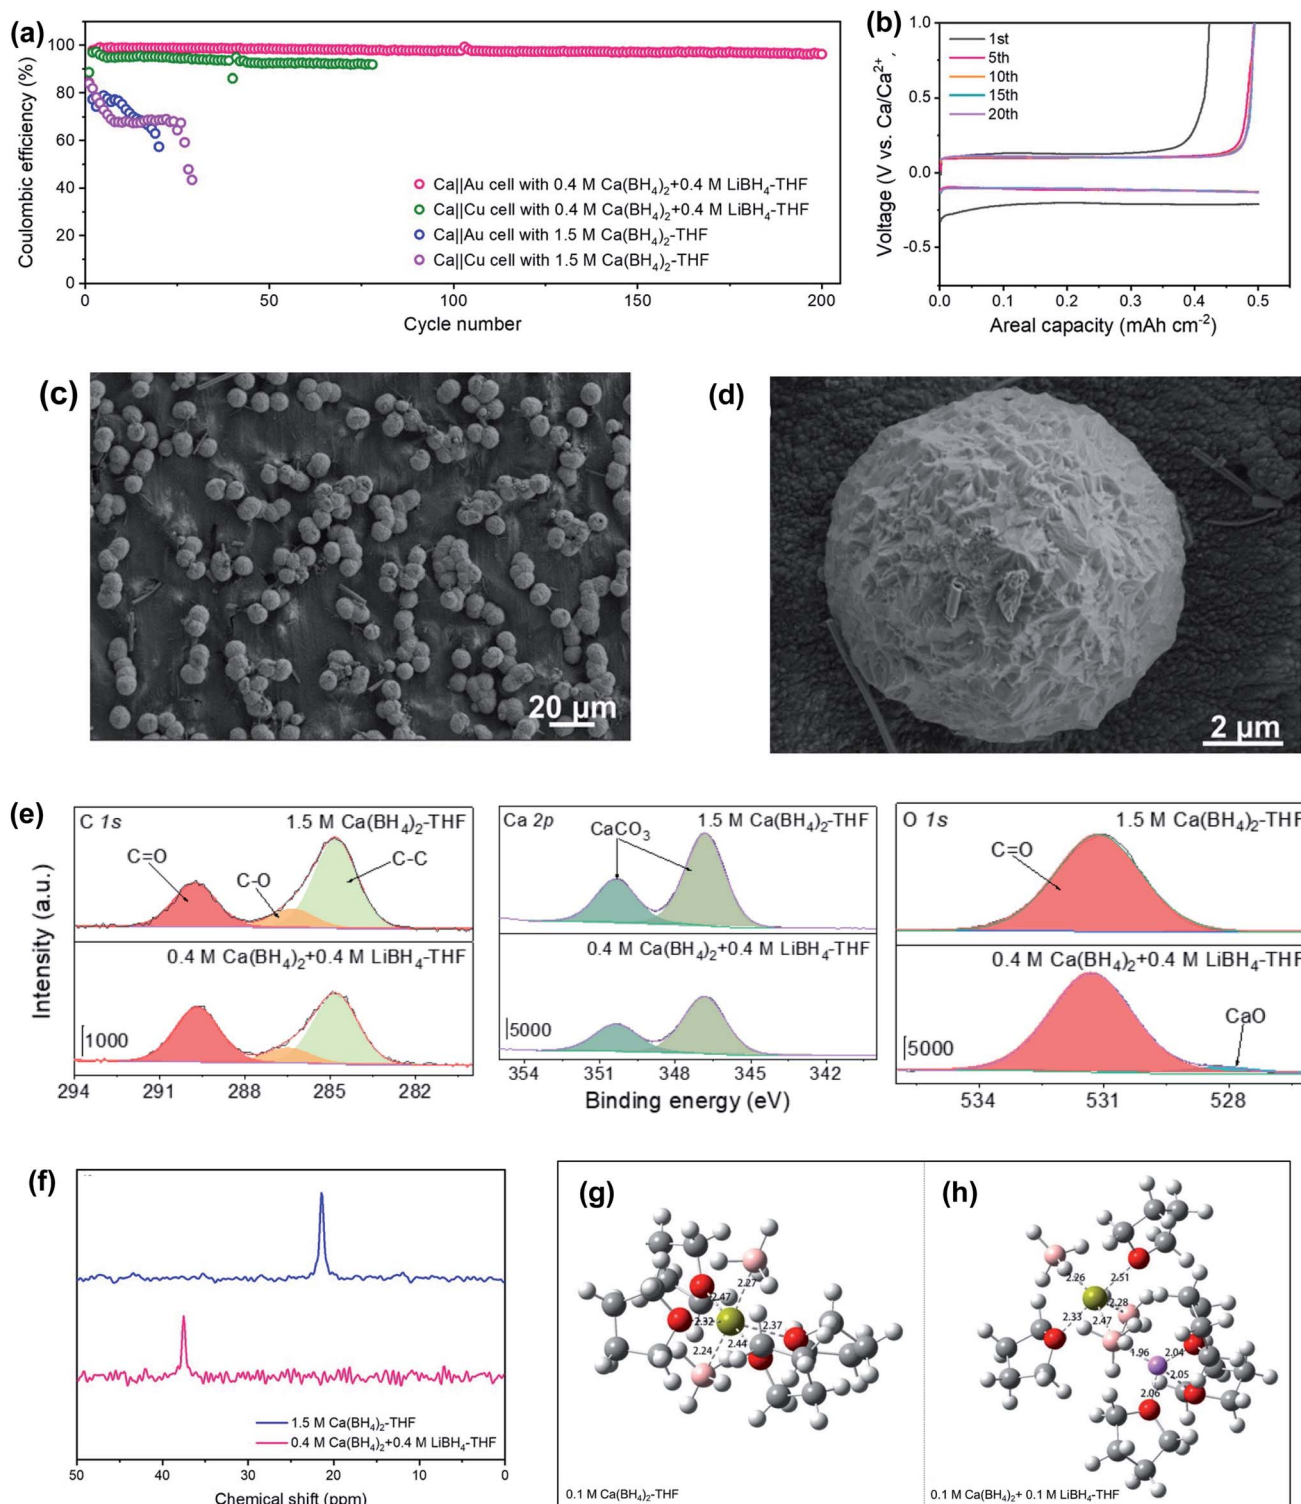 (a)
100
80
60
40
20
0
Coulombic efficiency (%)
Ca||Au cell with 0.4 M Ca(BH4)2+0.4 M LiBH4-THF
Ca||Cu cell with 0.4 M Ca(BH4)2+0.4 M LiBH4-THF
Ca||Au cell with 1.5 M Ca(BH4)2-THF
Ca||Cu cell with 1.5 M Ca(BH4)2-THF
0 50 100 150 200
Cycle number
(b)
1.0
0.5
0.0
-0.5
Voltage (V vs. Ca/Ca2+,
1st
5th
10th
15th
20th
0.0 0.1 0.2 0.3 0.4 0.5
Areal capacity (mAh cm-2)
(c)
20 µm
(d)
2 µm
(e)
Intensity (a.u.)
C 1s
1.5 M Ca(BH4)2-THF
C=O
C-O
C-C
0.4 M Ca(BH4)2+0.4 M LiBH4-THF
1000
294 291 288 285 282
Ca 2p
1.5 M Ca(BH4)2-THF
CaCO3
0.4 M Ca(BH4)2+0.4 M LiBH4-THF
5000
354 351 348 345 342
Binding energy (eV)
O 1s
1.5 M Ca(BH4)2-THF
C=O
0.4 M Ca(BH4)2+0.4 M LiBH4-THF
CaO
5000
534 531 528
(f)
1.5 M Ca(BH4)2-THF
0.4 M Ca(BH4)2+0.4 M LiBH4-THF
50 40 30 20 10 0
Chemical shift (ppm)
(g)
2.27
2.47
2.32
2.37
2.44
2.24
0.1 M Ca(BH4)2-THF
(h)
2.26
2.51
2.28
2.33
2.47
1.96
2.04
2.05
2.06
0.1 M Ca(BH4)2+ 0.1 M LiBH4-THF